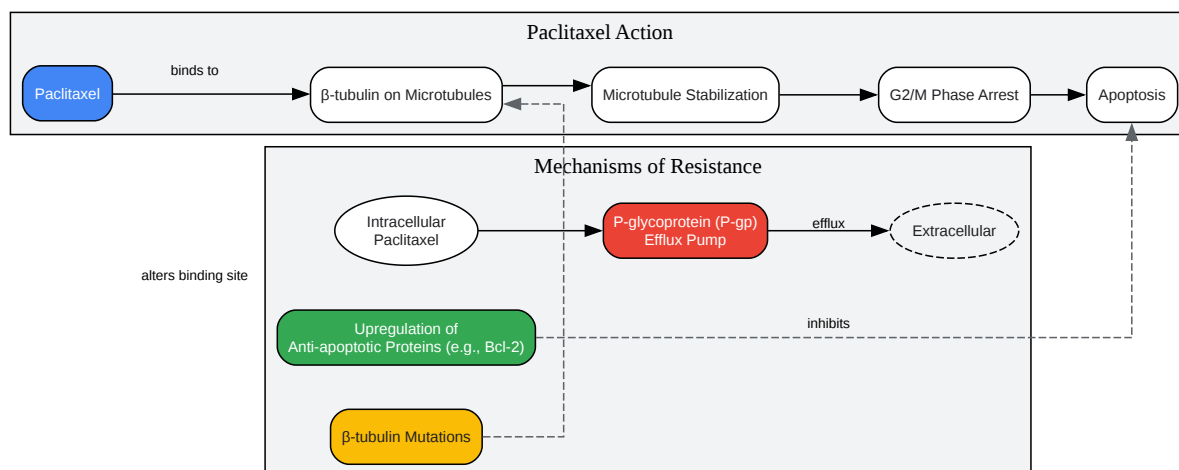 Paclitaxel Action
Paclitaxel
binds to
β-tubulin on Microtubules
Microtubule Stabilization
G2/M Phase Arrest
Apoptosis
Mechanisms of Resistance
Intracellular
Paclitaxel
P-glycoprotein (P-gp)
Efflux Pump
efflux
Extracellular
alters binding site
Upregulation of
Anti-apoptotic Proteins (e.g., Bcl-2)
inhibits
β-tubulin Mutations